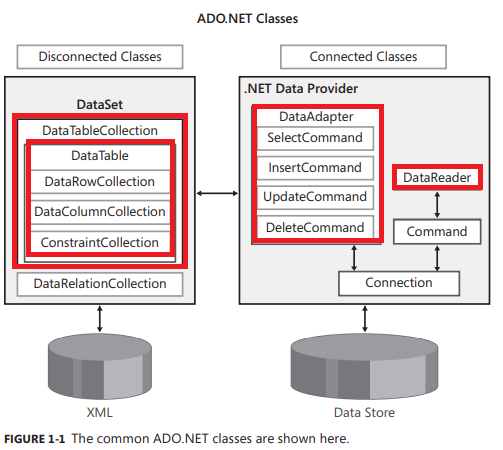 ADO.NET Classes
Disconnected Classes
Connected Classes
DataSet
DataTableCollection
DataTable
DataRowCollection
DataColumnCollection
ConstraintCollection
DataRelationCollection
XML
.NET Data Provider
DataAdapter
SelectCommand
InsertCommand
UpdateCommand
DeleteCommand
DataReader
Command
Connection
Data Store
FIGURE 1-1 The common ADO.NET classes are shown here.